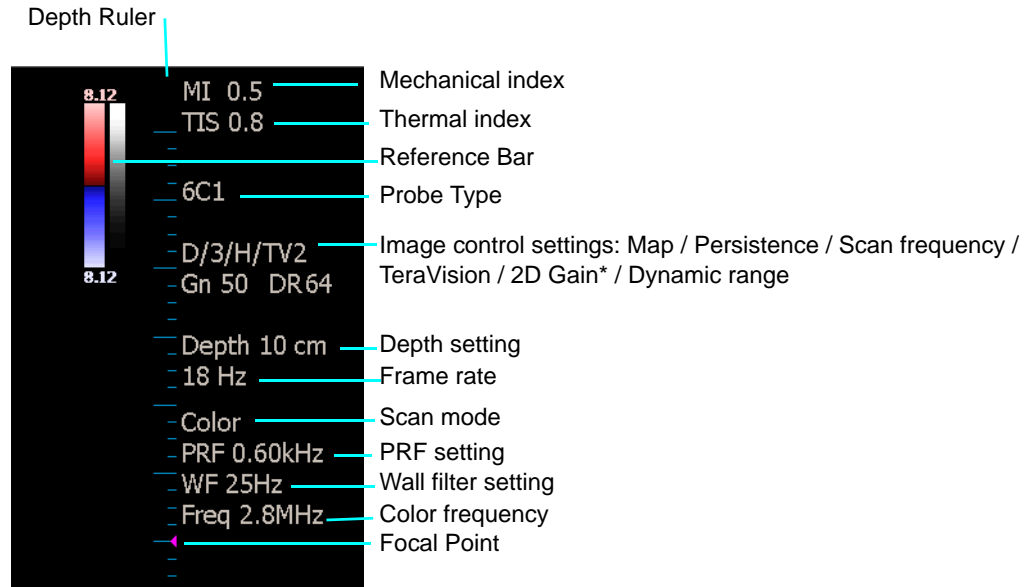 Depth Ruler
8.12
MI 0.5
Mechanical index
TIS 0.8
Thermal index
Reference Bar
6C1
Probe Type
D/3/H/TV2
Image control settings: Map / Persistence / Scan frequency /
TeraVision / 2D Gain* / Dynamic range
8.12
Gn 50 DR64
Depth 10 cm
Depth setting
18 Hz
Frame rate
Color
Scan mode
PRF 0.60kHz
PRF setting
WF 25Hz
Wall filter setting
Freq 2.8MHz
Color frequency
Focal Point